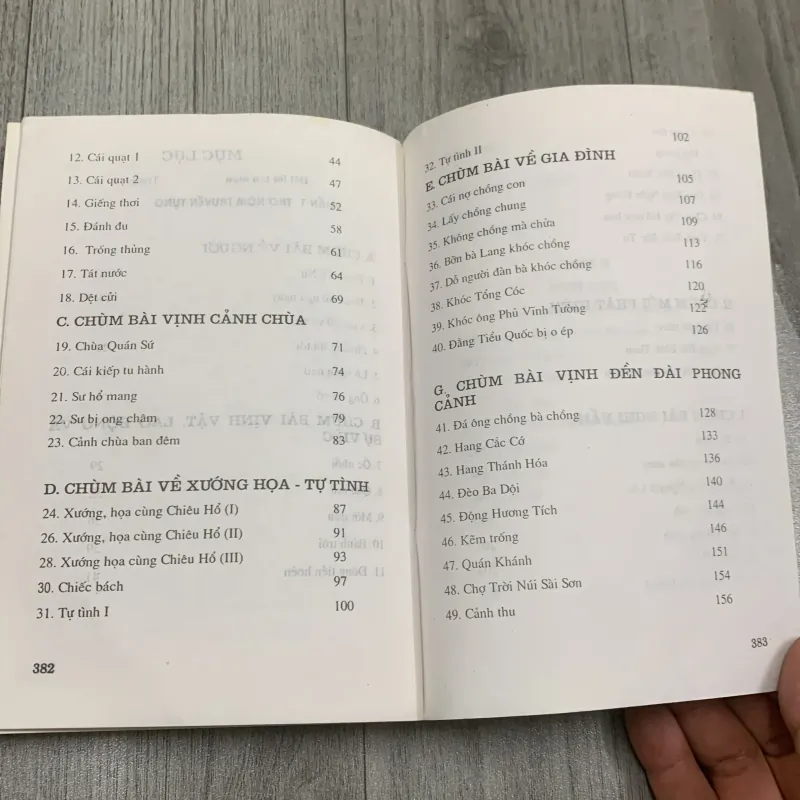 12. Cái quạt 1 44
13. Cái quạt 2 47
14. Giếng thơi 52
15. Đánh đu 58
16. Trống thủng 61
17. Tát nước 64
18. Dệt cửi 69
C. CHÙM BÀI VỊNH CẢNH CHÙA
19. Chùa Quán Sứ 71
20. Cái kiếp tu hành 74
21. Sư hổ mang 76
22. Sư bị ong châm 79
23. Cảnh chùa ban đêm 83
D. CHÙM BÀI VỀ XƯỚNG HỌA - TỰ TÌNH
24. Xướng, họa cùng Chiêu Hổ (I) 87
26. Xướng, họa cùng Chiêu Hổ (II) 91
28. Xướng họa cùng Chiêu Hổ (III) 93
30. Chiếc bách 97
31. Tự tình I 100
382
32. Tự tình II 102
E. CHÙM BÀI VỀ GIA ĐÌNH
33. Cái nợ chồng con 105
34. Lấy chồng chung 107
35. Không chồng mà chửa 109
36. Bỡn bà Lang khóc chồng 113
37. Dỗ người đàn bà khóc chồng 116
38. Khóc Tổng Cóc 120
39. Khóc ông Phủ Vĩnh Tường 122
40. Đằng Tiểu Quốc bị o ép 126
G. CHÙM BÀI VỊNH ĐỀN ĐÀI PHONG
CẢNH
41. Đá ông chồng bà chồng 128
42. Hang Cắc Cớ 133
43. Hang Thánh Hóa 136
44. Đèo Ba Dội 140
45. Động Hương Tích 144
46. Kẽm trống 146
47. Quán Khánh 151
48. Chợ Trời Núi Sài Sơn 154
49. Cảnh thu 156
383